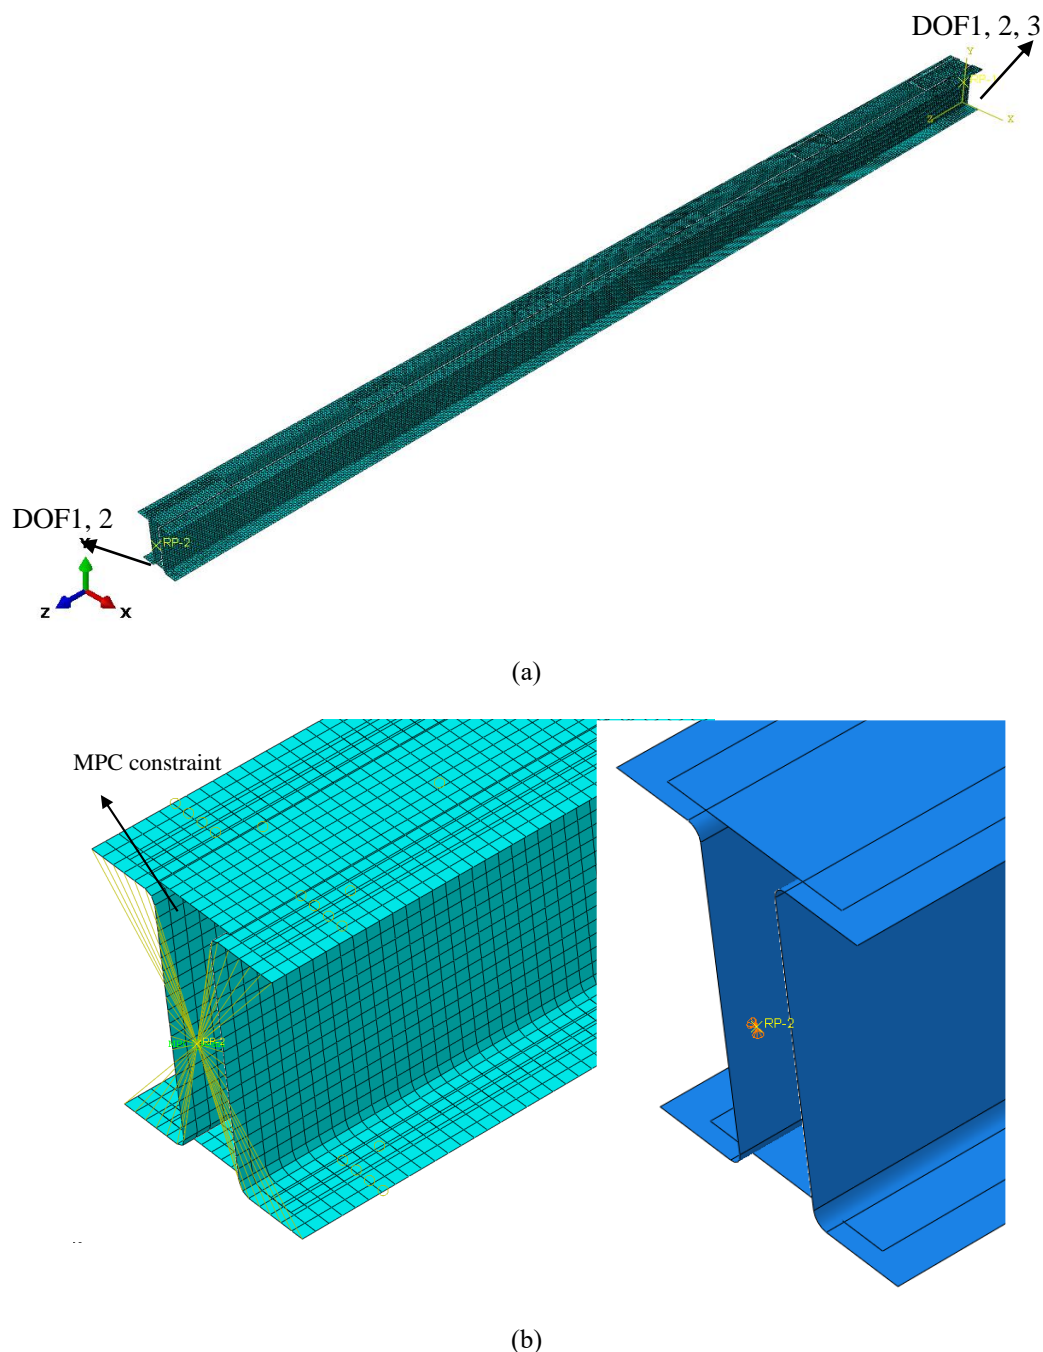 DOF1, 2, 3
Y
X
Z
DOF1, 2
RP-2
Y
Z
X
(a)
MPC constraint
RP-2
RP-2
(b)